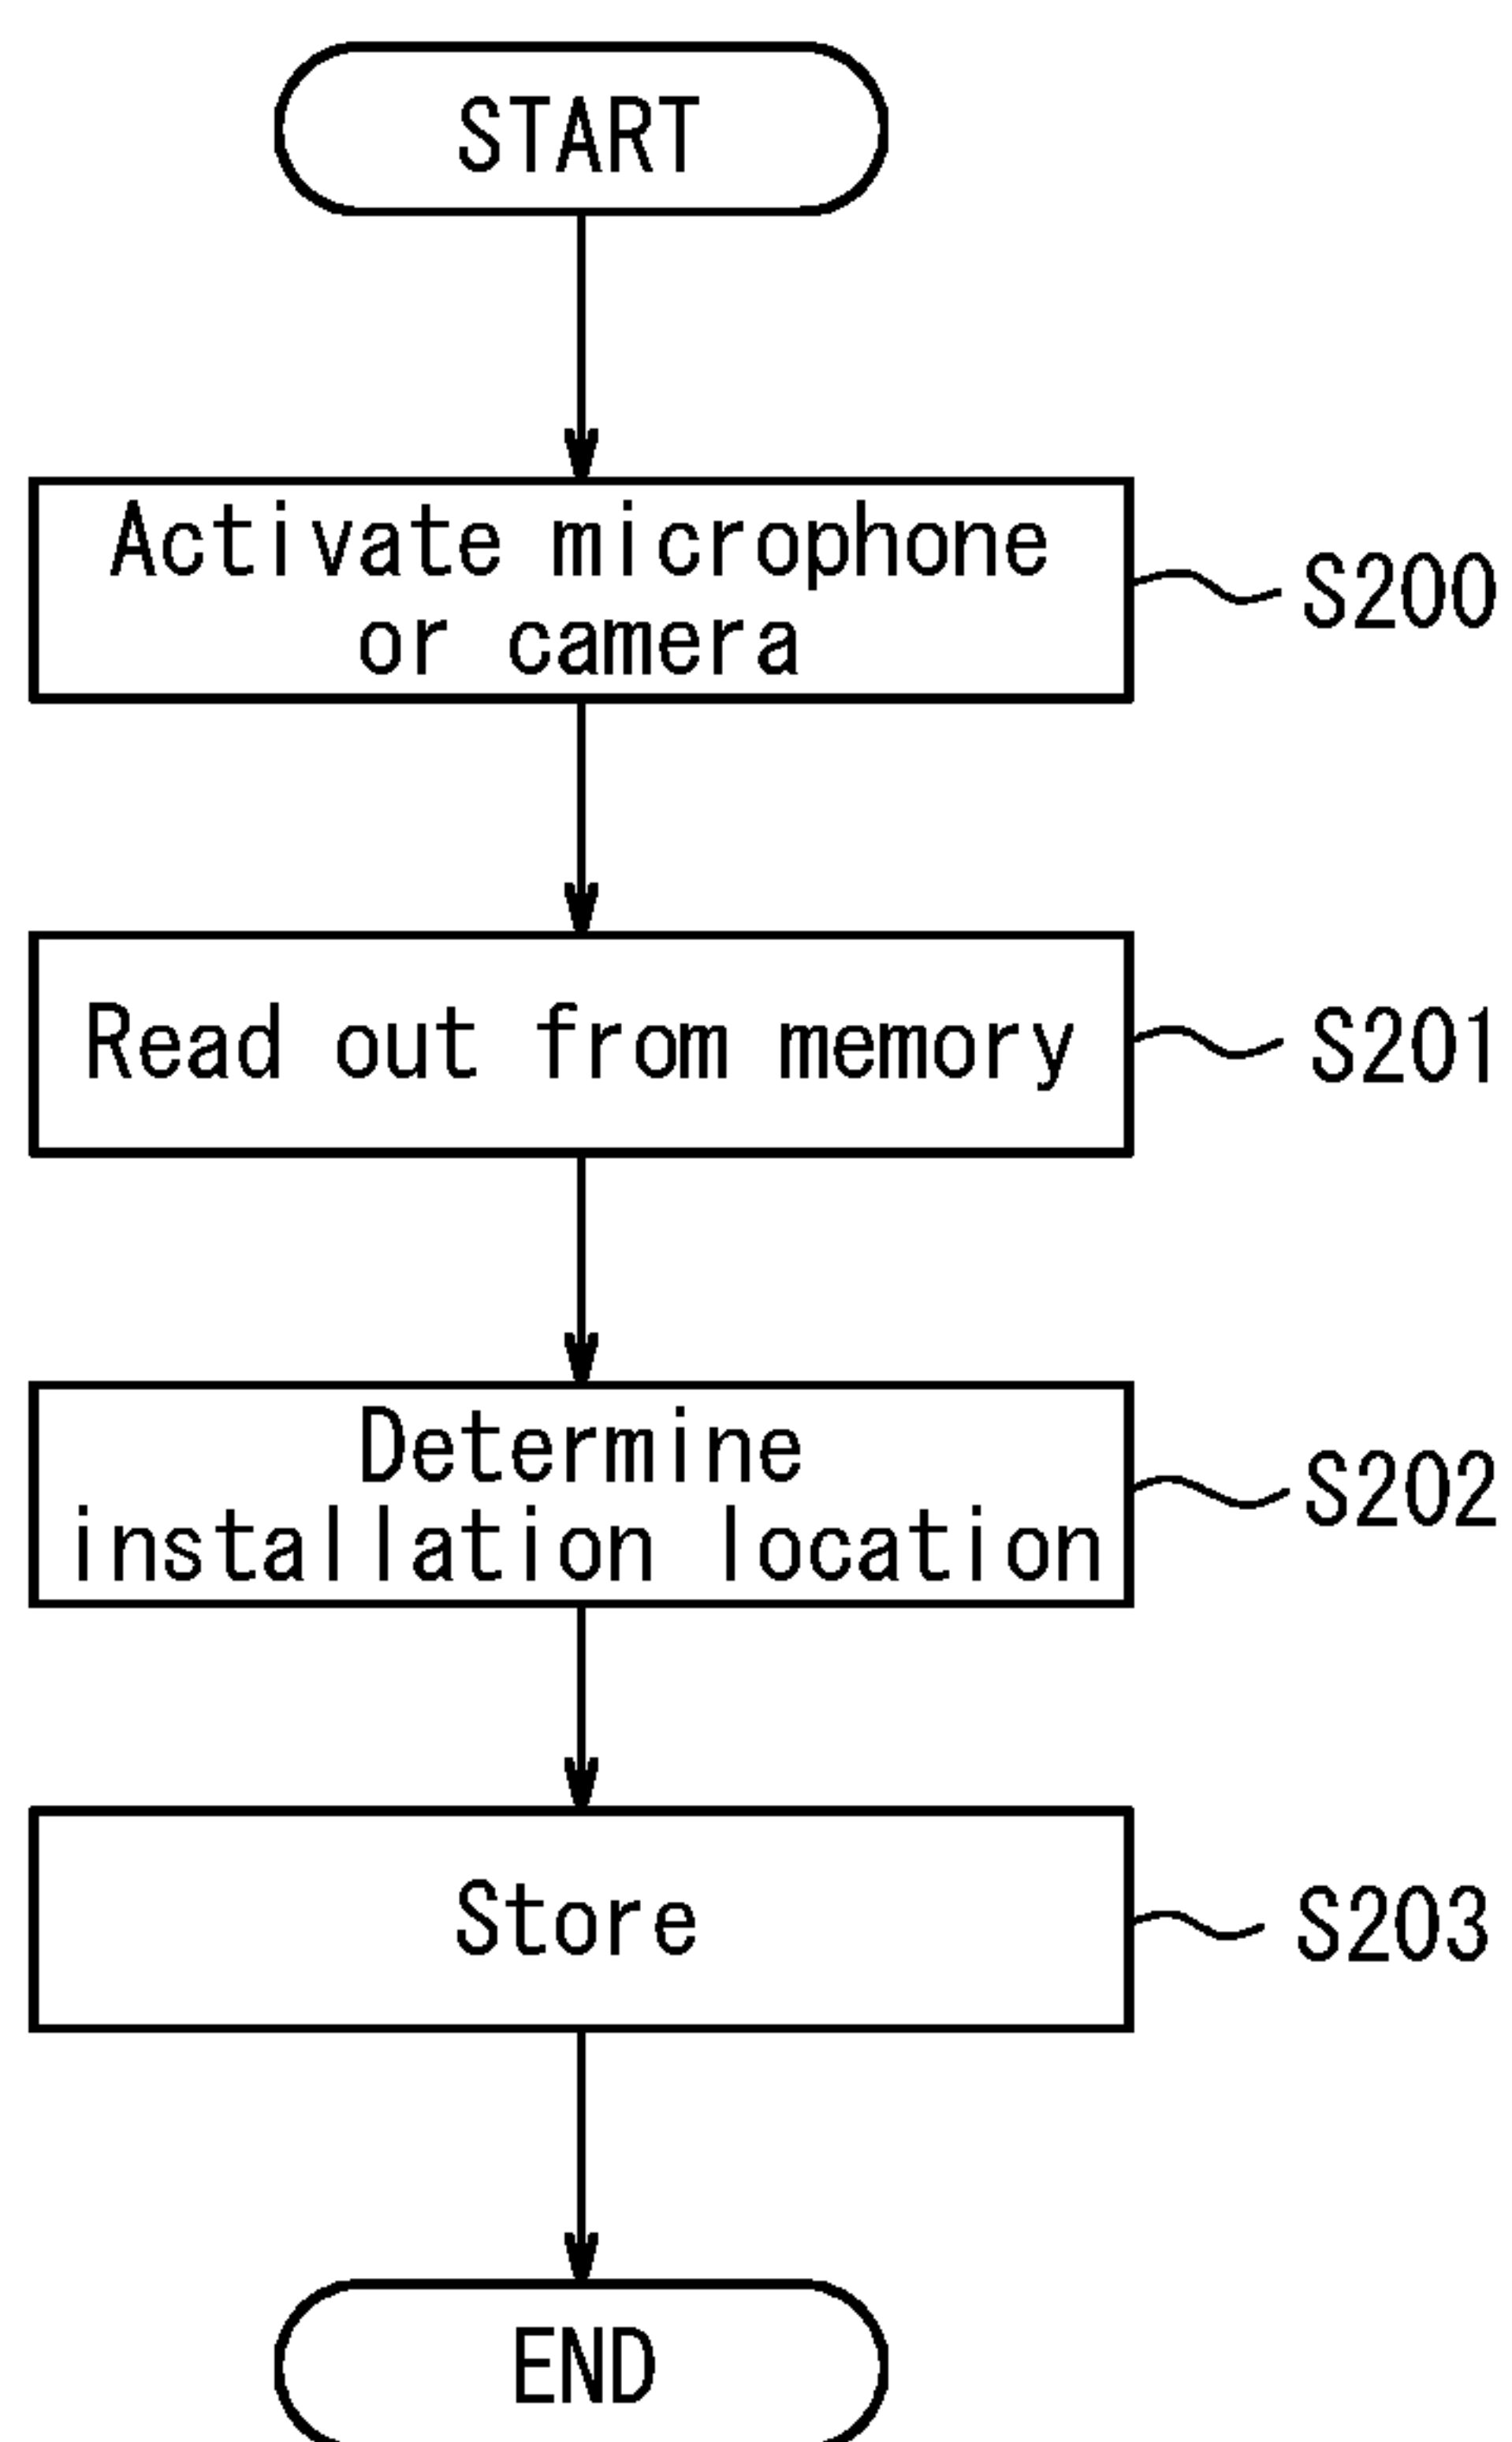 START
Activate microphone
or camera
S200
Read out from memory
S201
Determine
installation location
S202
Store
S203
END